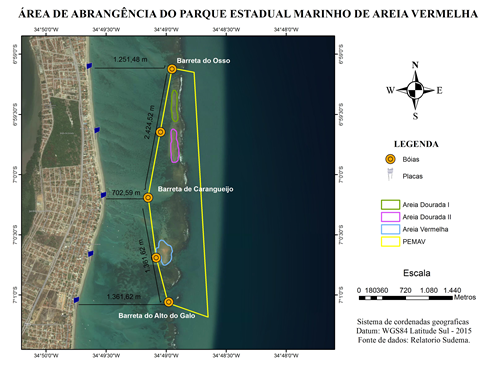 ÁREA DE ABRANGÊNCIA DO PARQUE ESTADUAL MARINHO DE AREIA VERMELHA
34°50'0"W 34°49'30"W 34°49'0"W 34°48'30"W 34°48'0"W
6°59'0"S
6°59'30"S
7°0'0"S
7°0'30"S
7°1'0"S
1.251,48 m
Barreta do Osso
2.424,52 m
702,59 m
Barreta de Carangueijo
1.361,62 m
Barreta do Alto do Galo
N
W E
S
LEGENDA
Bóias
Placas
Areia Dourada I
Areia Dourada II
Areia Vermelha
PEMAV
Escala
0 180360 720 1.080 1.440
Metros
Sistema de cordenadas geograficas
Datum: WGS84 Latitude Sul - 2015
Fonte de dados: Relatorio Sudema.